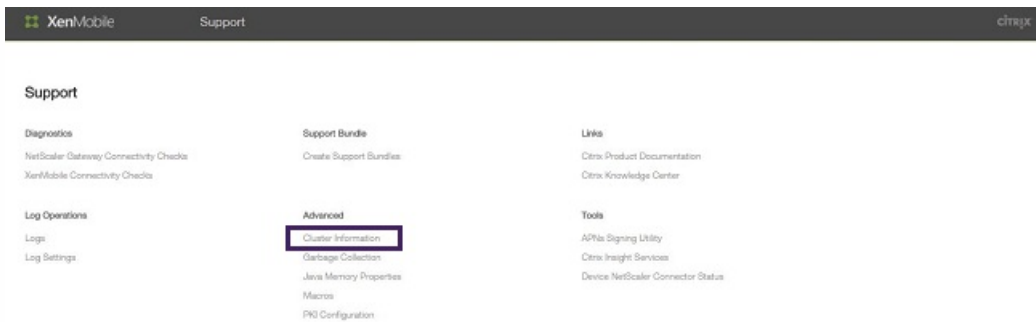 XenMobile Support citrix
Support
Diagnostics
NetScaler Gateway Connectivity Checks
XenMobile Connectivity Checks
Support Bundle
Create Support Bundles
Links
Citrix Product Documentation
Citrix Knowledge Center
Log Operations
Logs
Log Settings
Advanced
Cluster Information
Garbage Collection
Java Memory Properties
Macros
PKI Configuration
Tools
APNs Signing Utility
Citrix Insight Services
Device NetScaler Connector Status